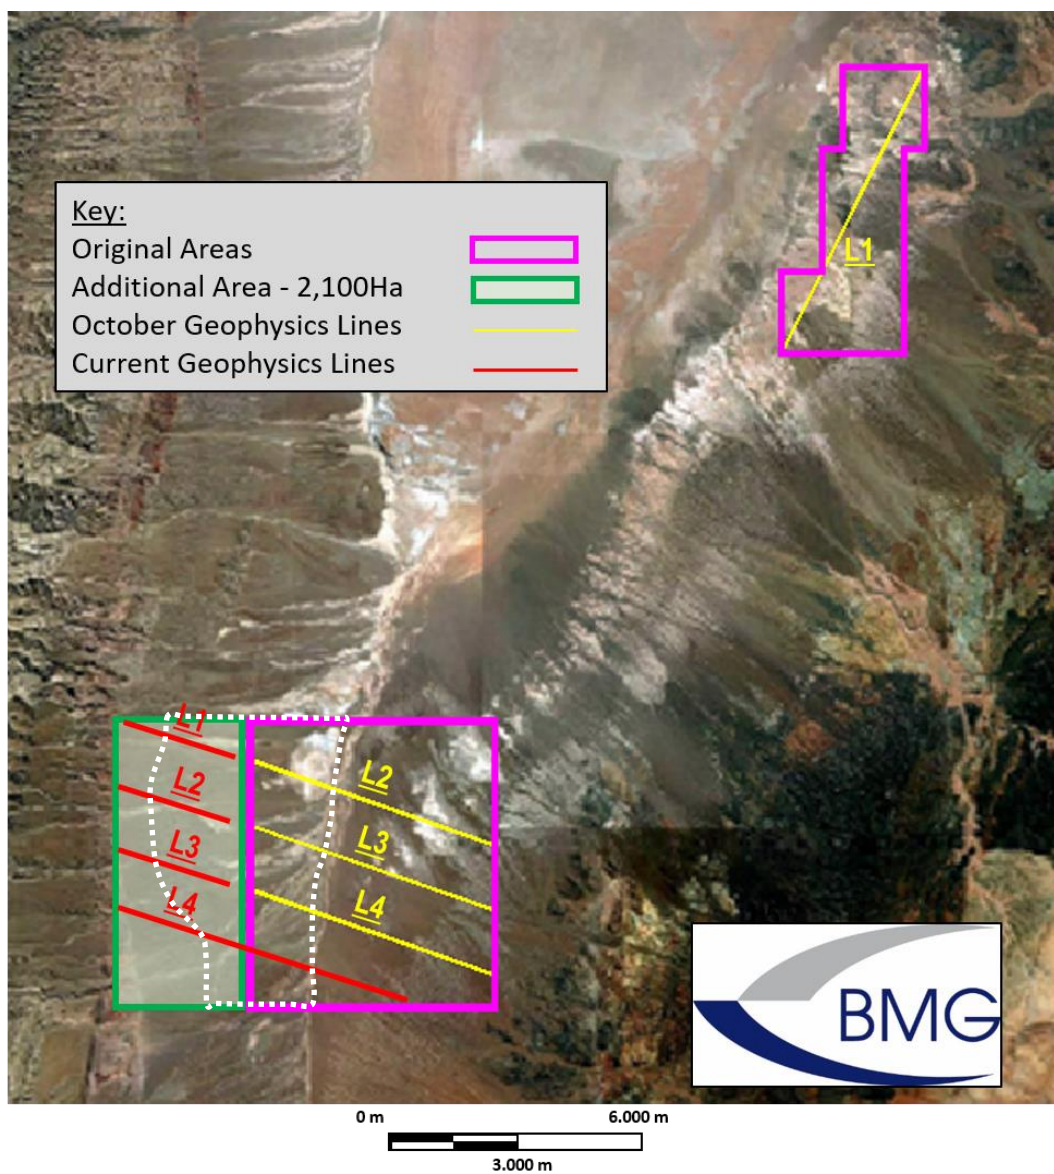 L1
Key:
Original Areas
Additional Area - 2,100Ha
October Geophysics Lines
Current Geophysics Lines
L1
L2
L2
L3
L3
L4
L4
BMG
0 m 6.000 m
3.000 m